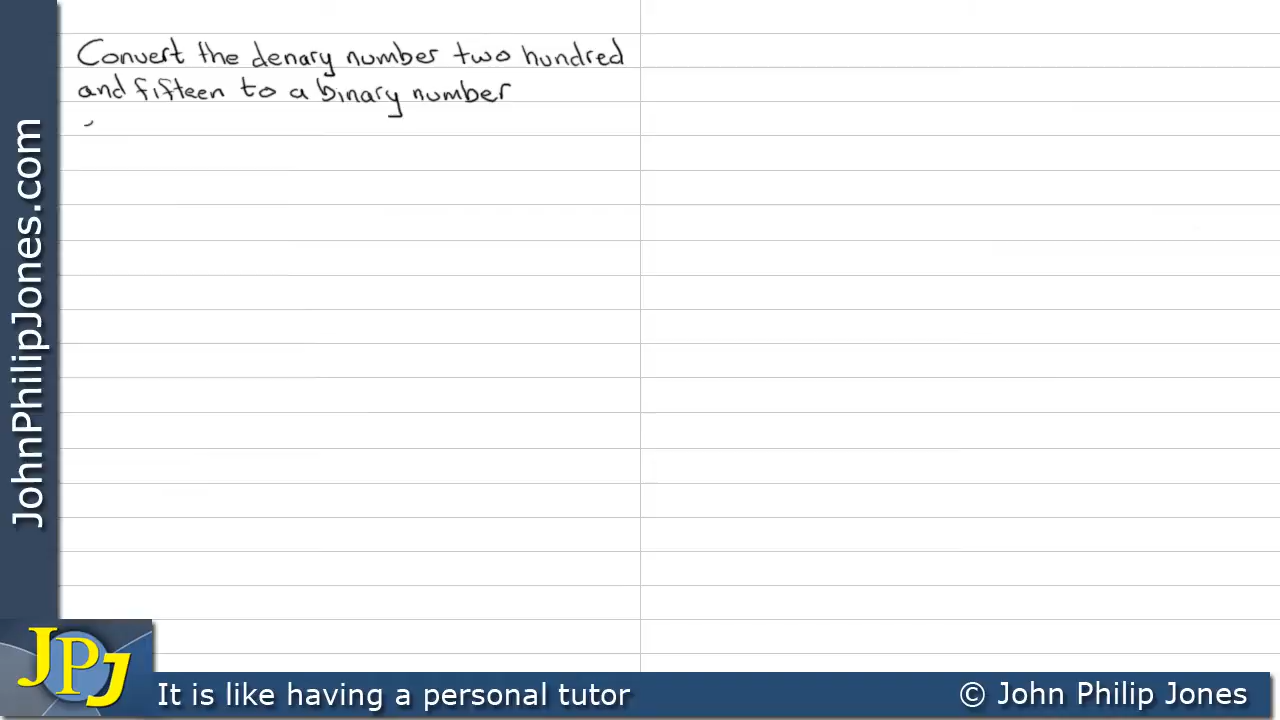 Convert the denary number two hundred
and fifteen to a binary number
JohnPhilipJones.com
JPJ
It is like having a personal tutor
© John Philip Jones